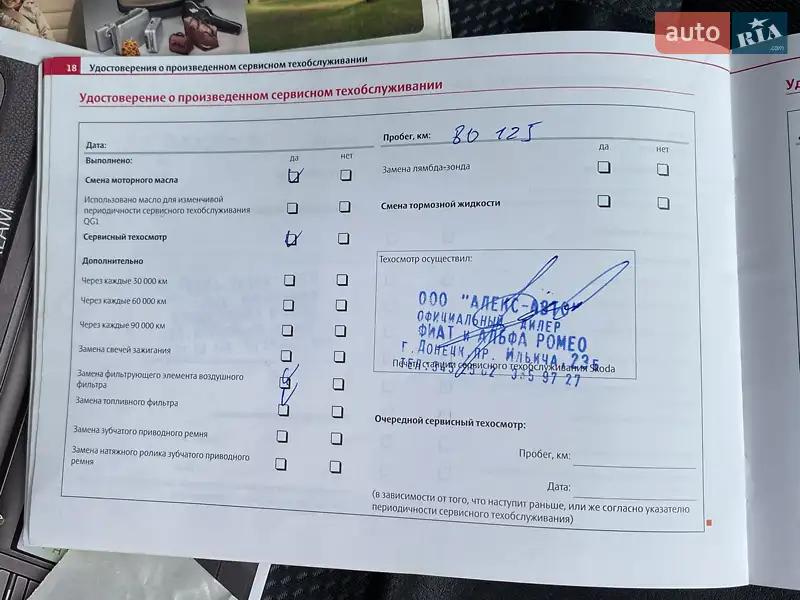 auto RIA .com
18 Удостоверения о произведенном сервисном техобслуживании
Удостоверение о произведенном сервисном техобслуживании
Дата:
Выполнено:
да нет
Смена моторного масла
Использовано масло для изменчивой
периодичности сервисного техобслуживания
QG1
Сервисный техосмотр
Дополнительно
Через каждые 30 000 км
Через каждые 60 000 км
Через каждые 90 000 км
Замена свечей зажигания
Замена фильтрующего элемента воздушного
фильтра
Замена топливного фильтра
Замена зубчатого приводного ремня
Замена натяжного ролика зубчатого приводного
ремня
Пробег, км: 80 125
да нет
Замена лямбда-зонда
Смена тормозной жидкости
Техосмотр осуществил:
ООО "АЛЕКС-АВТО"
ОФИЦИАЛЬНЫЙ ДИЛЕР
ФИАТ и АЛЬФА РОМЕО
г. ДОНЕЦК, ПР. ИЛЬИЧА, 23Б
сервисного техобслуживания Skoda
Очередной сервисный техосмотр:
Пробег, км:
Дата:
(в зависимости от того, что наступит раньше, или же согласно указателю
периодичности сервисного техобслуживания)